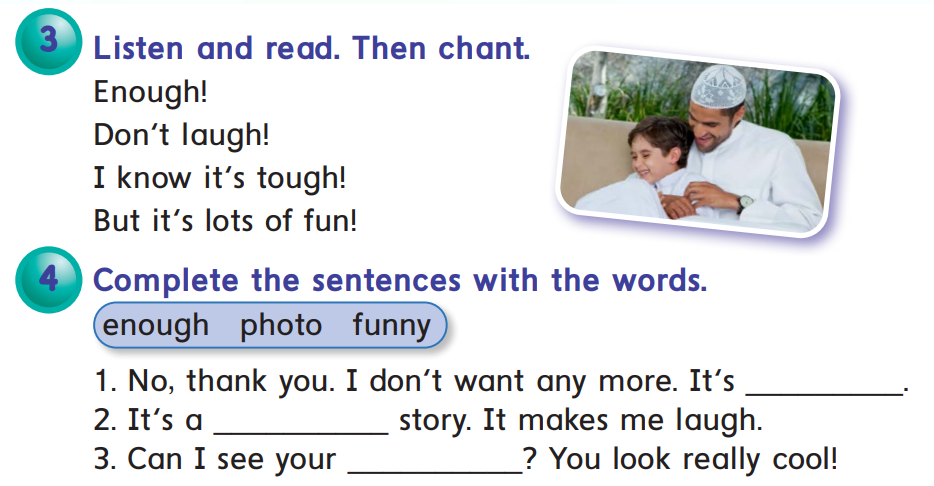 3 Listen and read. Then chant.
Enough!
Don't laugh!
I know it's tough!
But it's lots of fun!
4 Complete the sentences with the words.
enough photo funny
1. No, thank you. I don't want any more. It's __________.
2. It's a ___________ story. It makes me laugh.
3. Can I see your ___________? You look really cool!